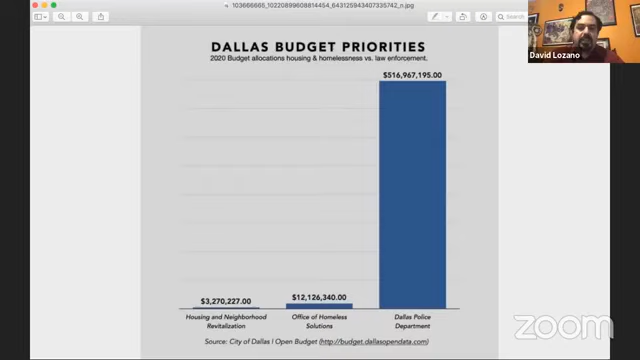 103666665_10220899608814454_6431259434073357​42_n.jpg
Search
David Lozano
DALLAS BUDGET PRIORITIES
2020 Budget allocations housing & homelessness vs. law enforcement.
$516,967,195.00
$3,270,227.00
$12,126,340.00
Housing and Neighborhood
Revitalization
Office of Homeless
Solutions
Dallas Police
Department
Source: City of Dallas | Open Budget (http://budget.dallasopendata.com)
zoom